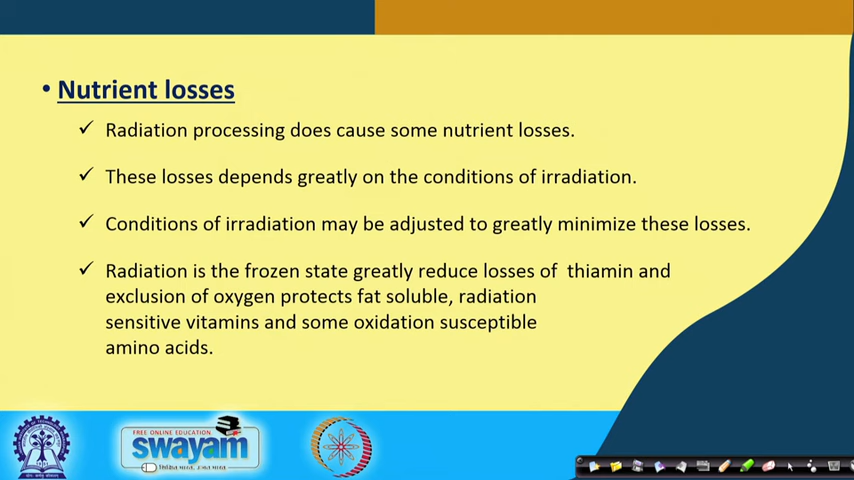 • Nutrient losses
✓ Radiation processing does cause some nutrient losses.
✓ These losses depends greatly on the conditions of irradiation.
✓ Conditions of irradiation may be adjusted to greatly minimize these losses.
✓ Radiation is the frozen state greatly reduce losses of thiamin and
exclusion of oxygen protects fat soluble, radiation
sensitive vitamins and some oxidation susceptible
amino acids.
FREE ONLINE EDUCATION
swayam